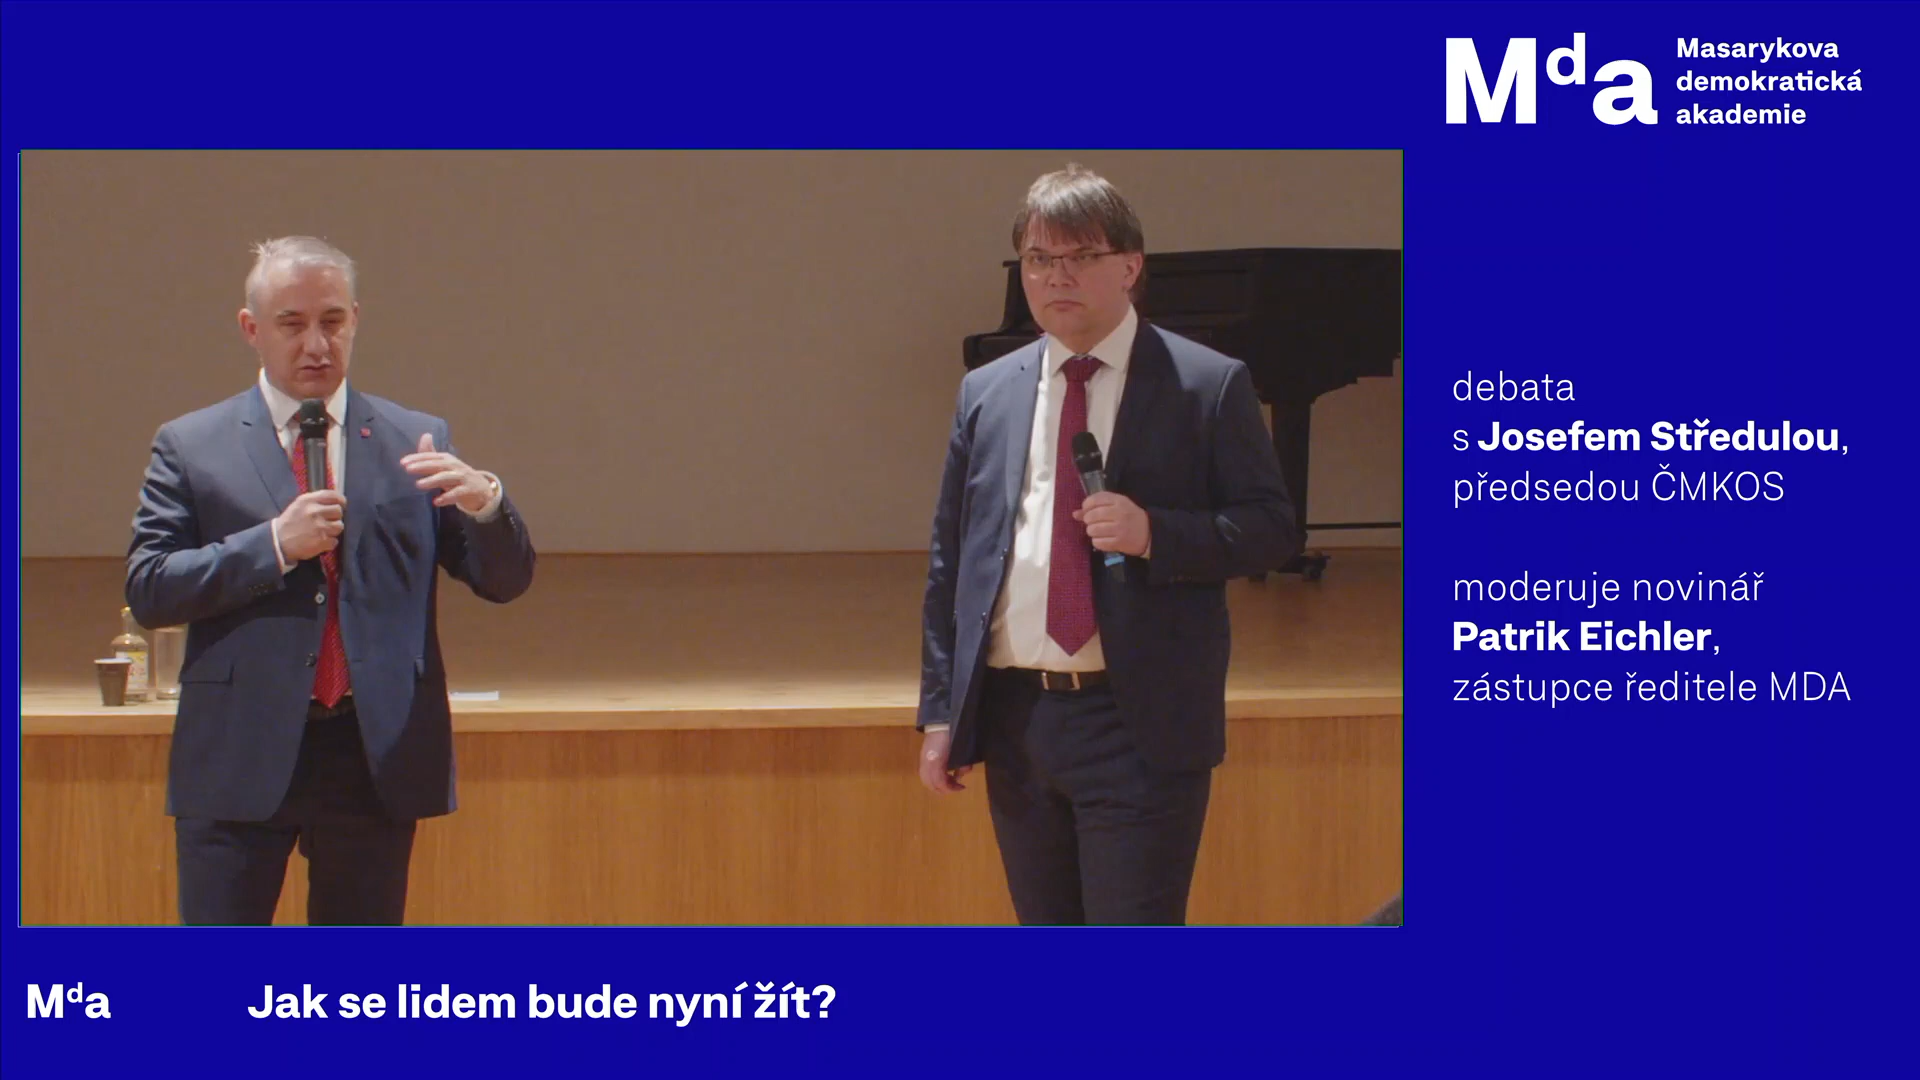 Mda
Masarykova
demokratická
akademie
debata
s Josefem Středulou,
předsedou ČMKOS
moderuje novinář
Patrik Eichler,
zástupce ředitele MDA
Mda
Jak se lidem bude nyní žít?